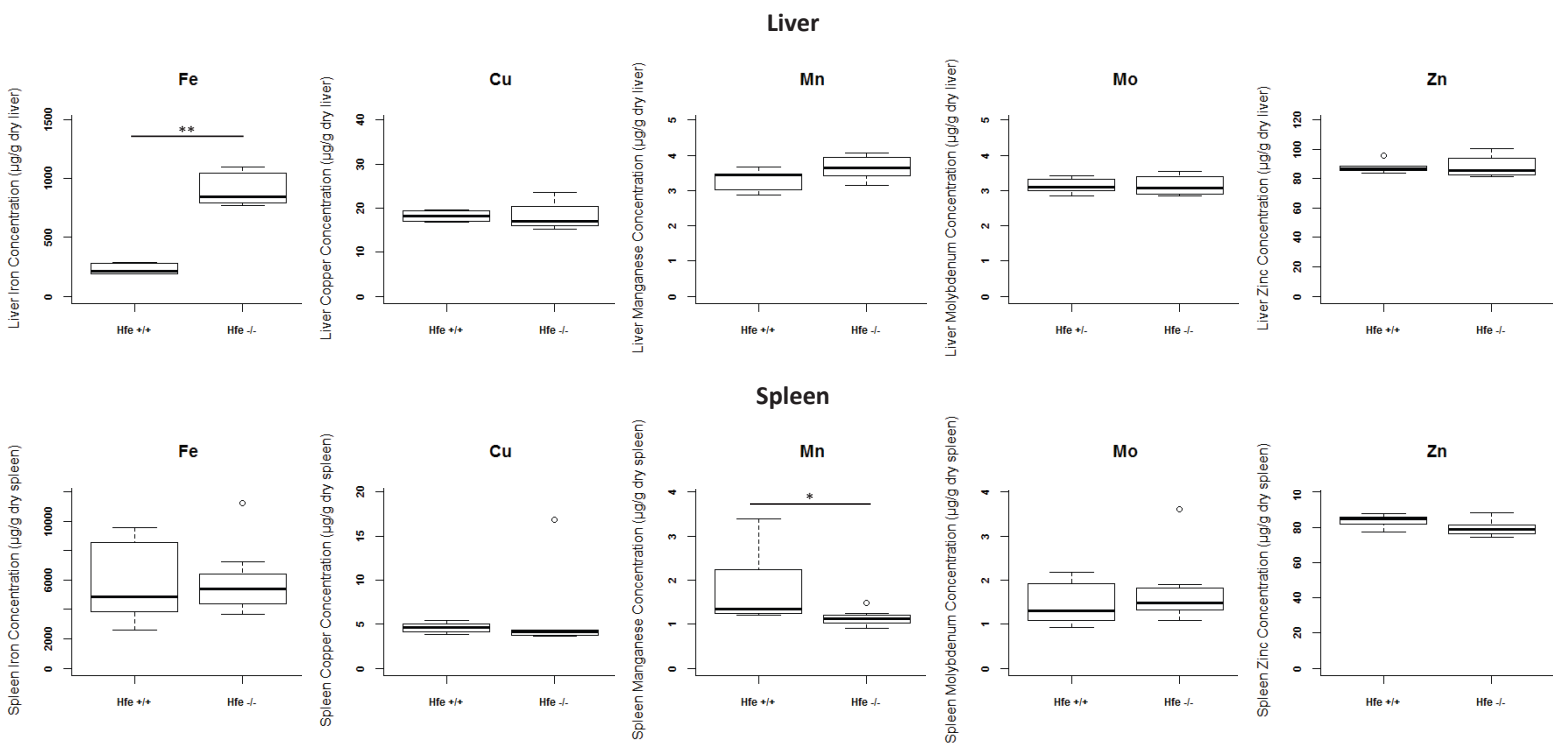 Liver
Fe
Liver Iron Concentration (µg/g dry liver)
1500
1000
500
0
**
Hfe +/+
Hfe -/-
Cu
Liver Copper Concentration (µg/g dry liver)
40
30
20
10
0
Hfe +/+
Hfe -/-
Mn
Liver Manganese Concentration (µg/g dry liver)
5
4
3
2
1
0
Hfe +/+
Hfe -/-
Mo
Liver Molybdenum Concentration (µg/g dry liver)
5
4
3
2
1
0
Hfe +/-
Hfe -/-
Zn
Liver Zinc Concentration (µg/g dry liver)
120
100
80
60
40
20
0
Hfe +/+
Hfe -/-
Spleen
Fe
Spleen Iron Concentration (µg/g dry spleen)
10000
6000
2000
0
Hfe +/+
Hfe -/-
Cu
Spleen Copper Concentration (µg/g dry spleen)
20
15
10
5
0
Hfe +/+
Hfe -/-
Mn
Spleen Manganese Concentration (µg/g dry spleen)
4
3
2
1
0
*
Hfe +/+
Hfe -/-
Mo
Spleen Molybdenum Concentration (µg/g dry spleen)
4
3
2
1
0
Hfe +/+
Hfe -/-
Zn
Spleen Zinc Concentration (µg/g dry spleen)
10
80
60
40
20
0
Hfe +/+
Hfe -/-